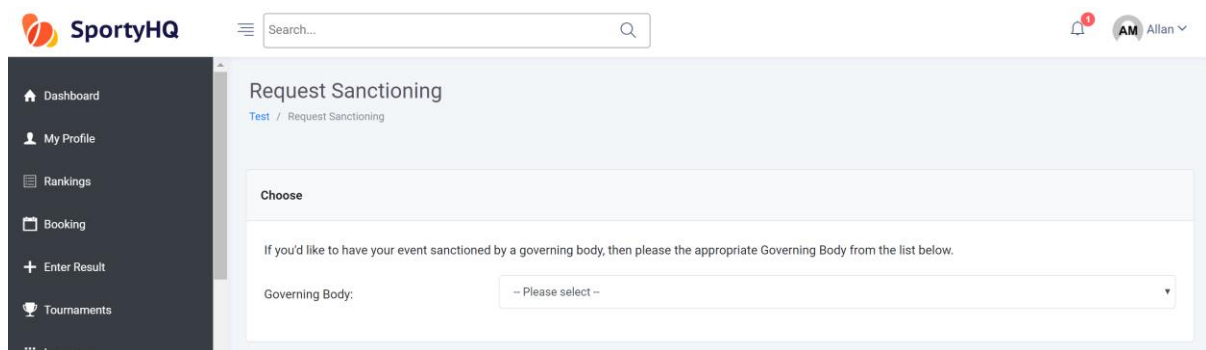 SportyHQ
Search...
1
AM Allan
Dashboard
My Profile
Rankings
Booking
Enter Result
Tournaments
Request Sanctioning
Test / Request Sanctioning
Choose
If you'd like to have your event sanctioned by a governing body, then please the appropriate Governing Body from the list below.
Governing Body:
-- Please select --